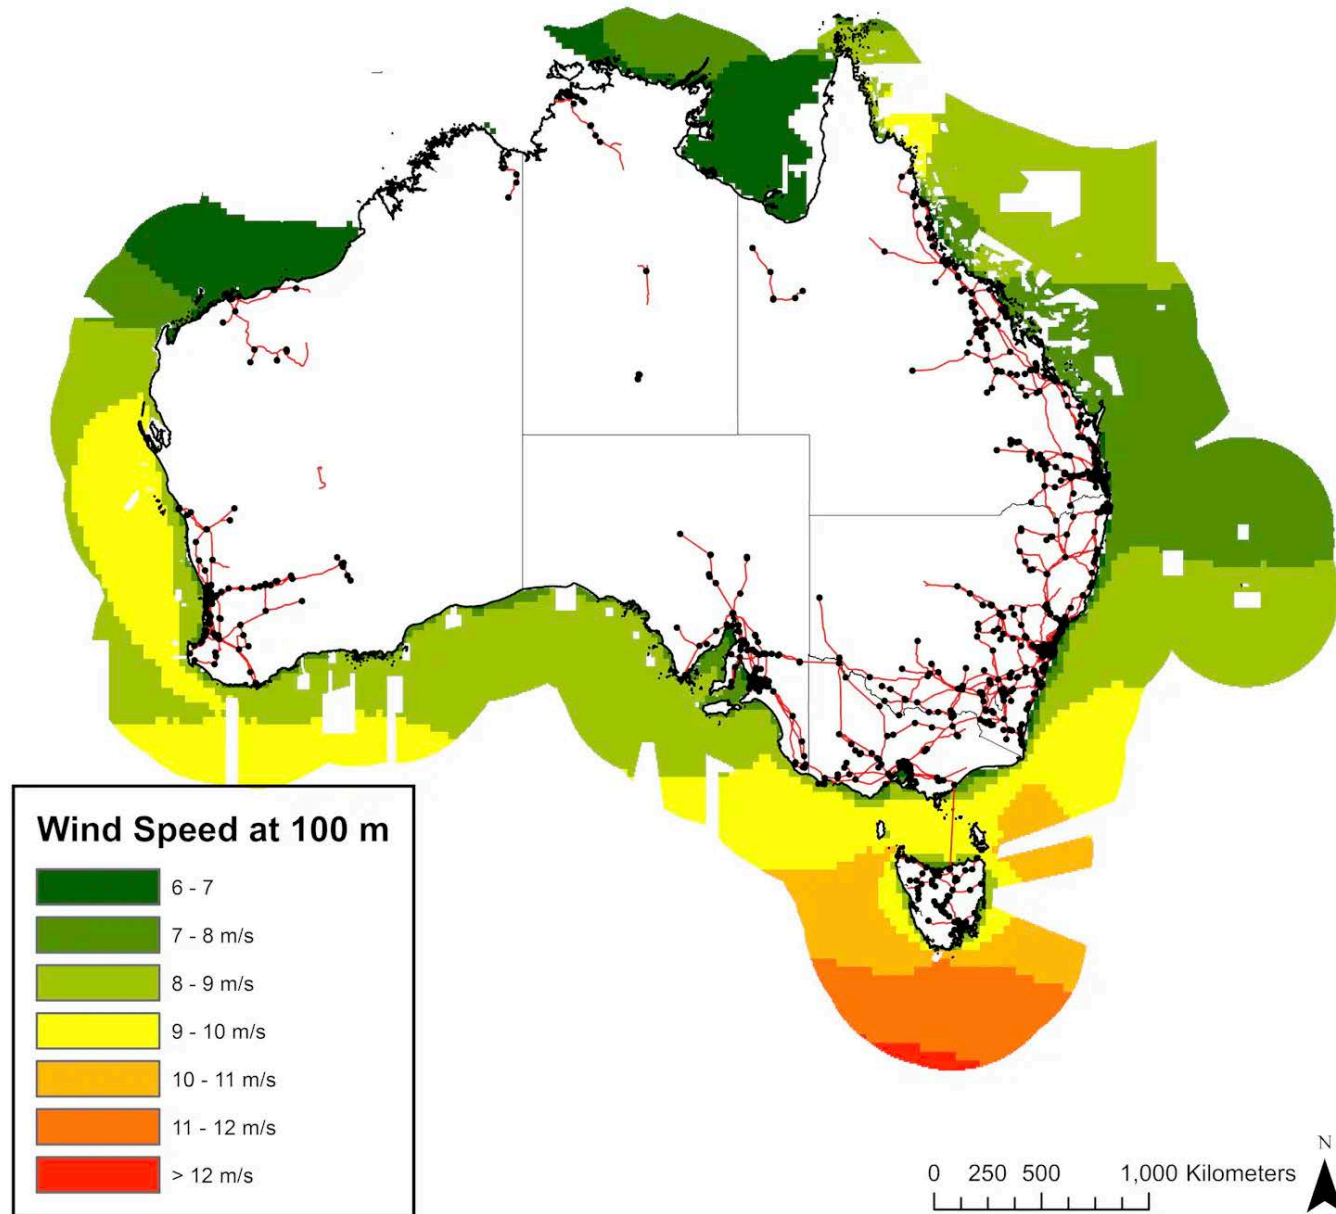 Wind Speed at 100 m
6 - 7
7 - 8 m/s
8 - 9 m/s
9 - 10 m/s
10 - 11 m/s
11 - 12 m/s
> 12 m/s
N
0 250 500 1,000 Kilometers